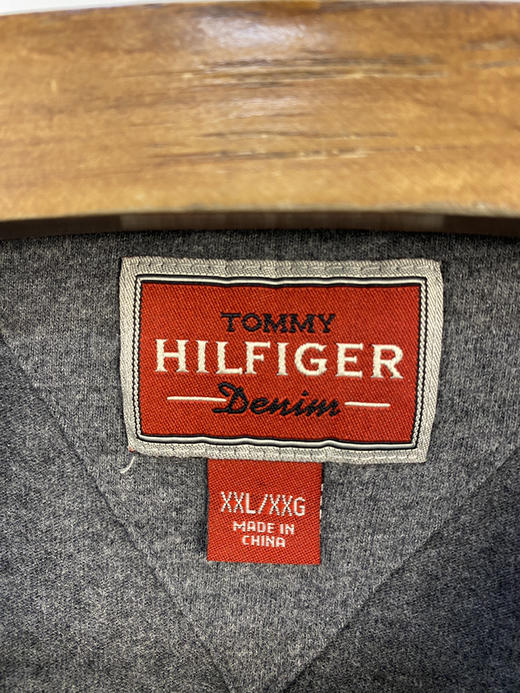 TOMMY
HILFIGER
Denim
XXL/XXG
MADE IN
CHINA